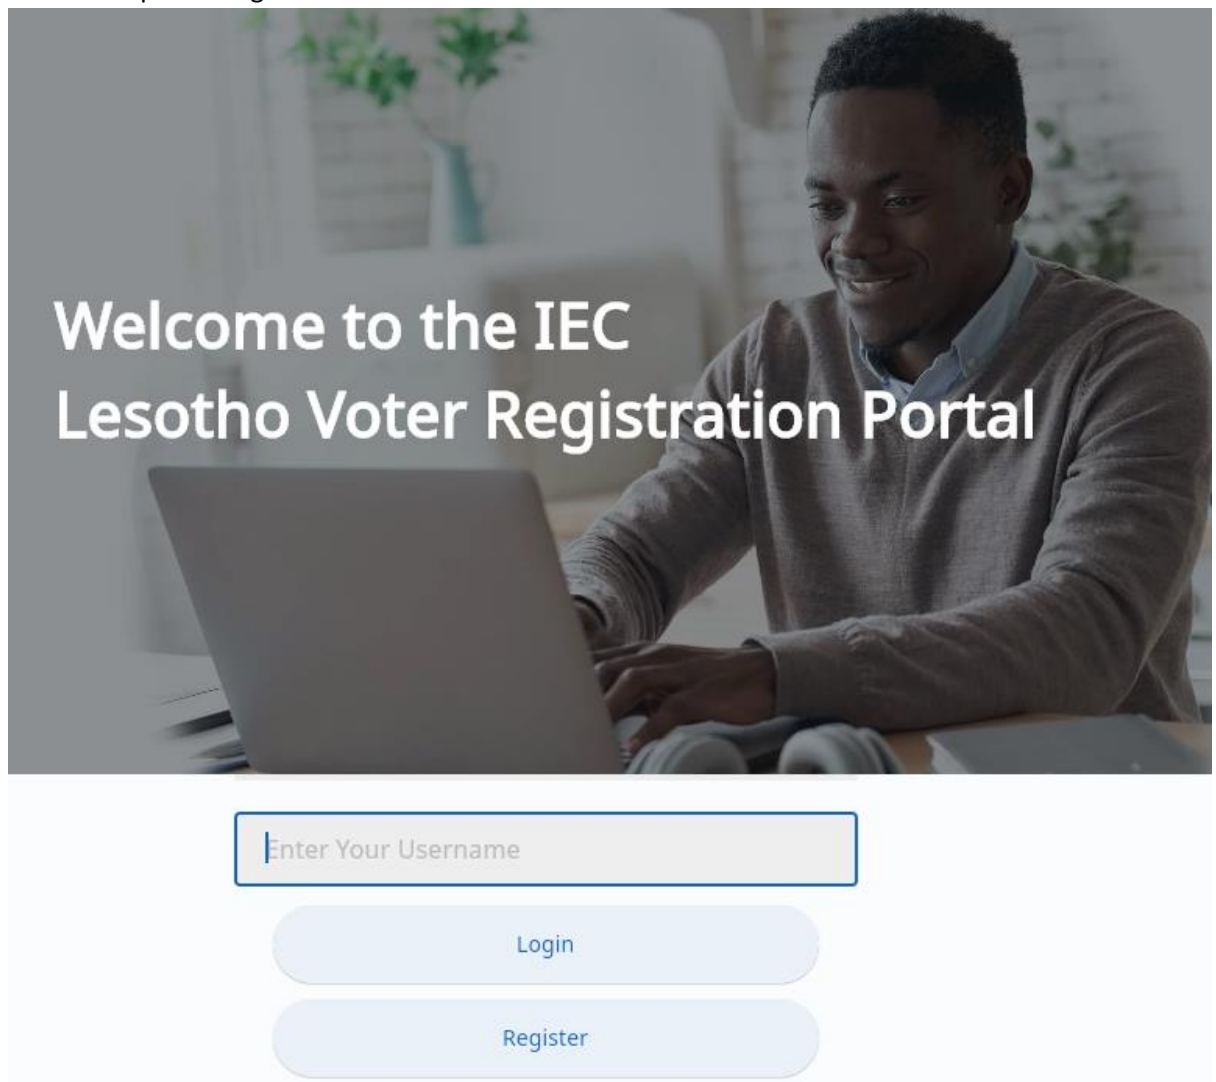 Welcome to the IEC
Lesotho Voter Registration Portal
Enter Your Username
Login
Register